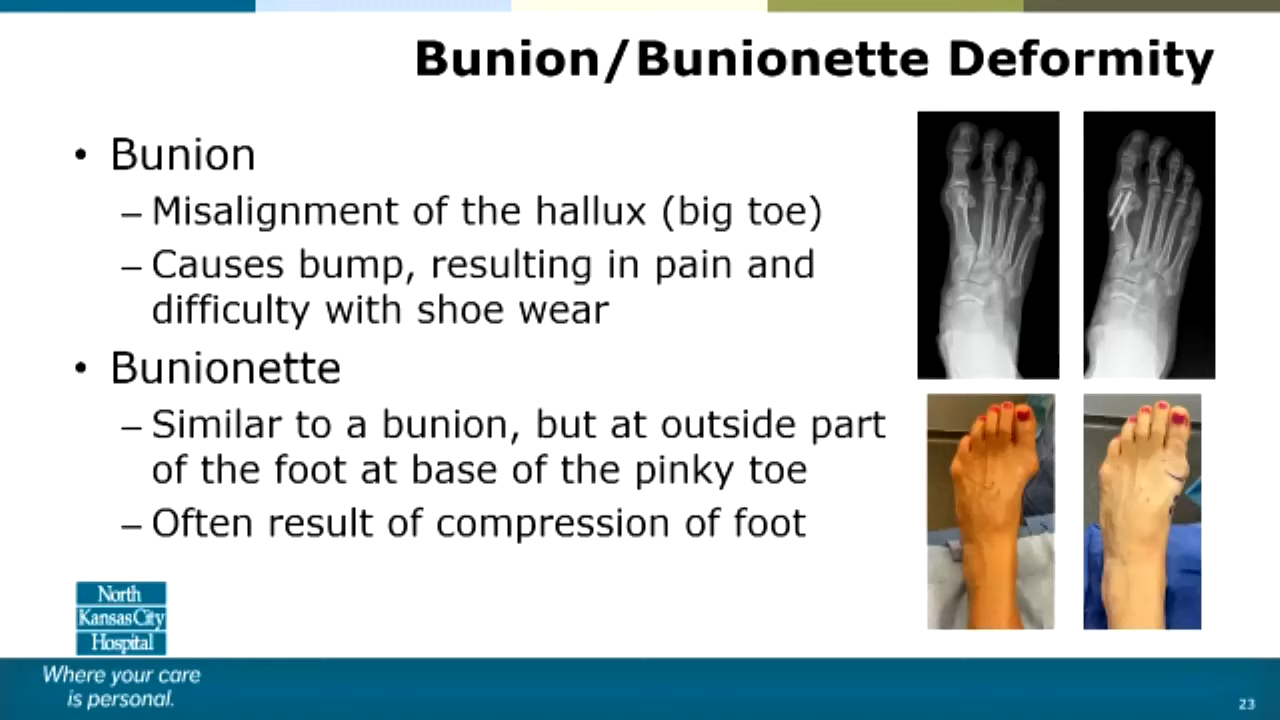 Bunion/Bunionette Deformity
• Bunion
– Misalignment of the hallux (big toe)
– Causes bump, resulting in pain and
difficulty with shoe wear
• Bunionette
– Similar to a bunion, but at outside part
of the foot at base of the pinky toe
– Often result of compression of foot
North
KansasCity
Hospital
Where your care
is personal.
23